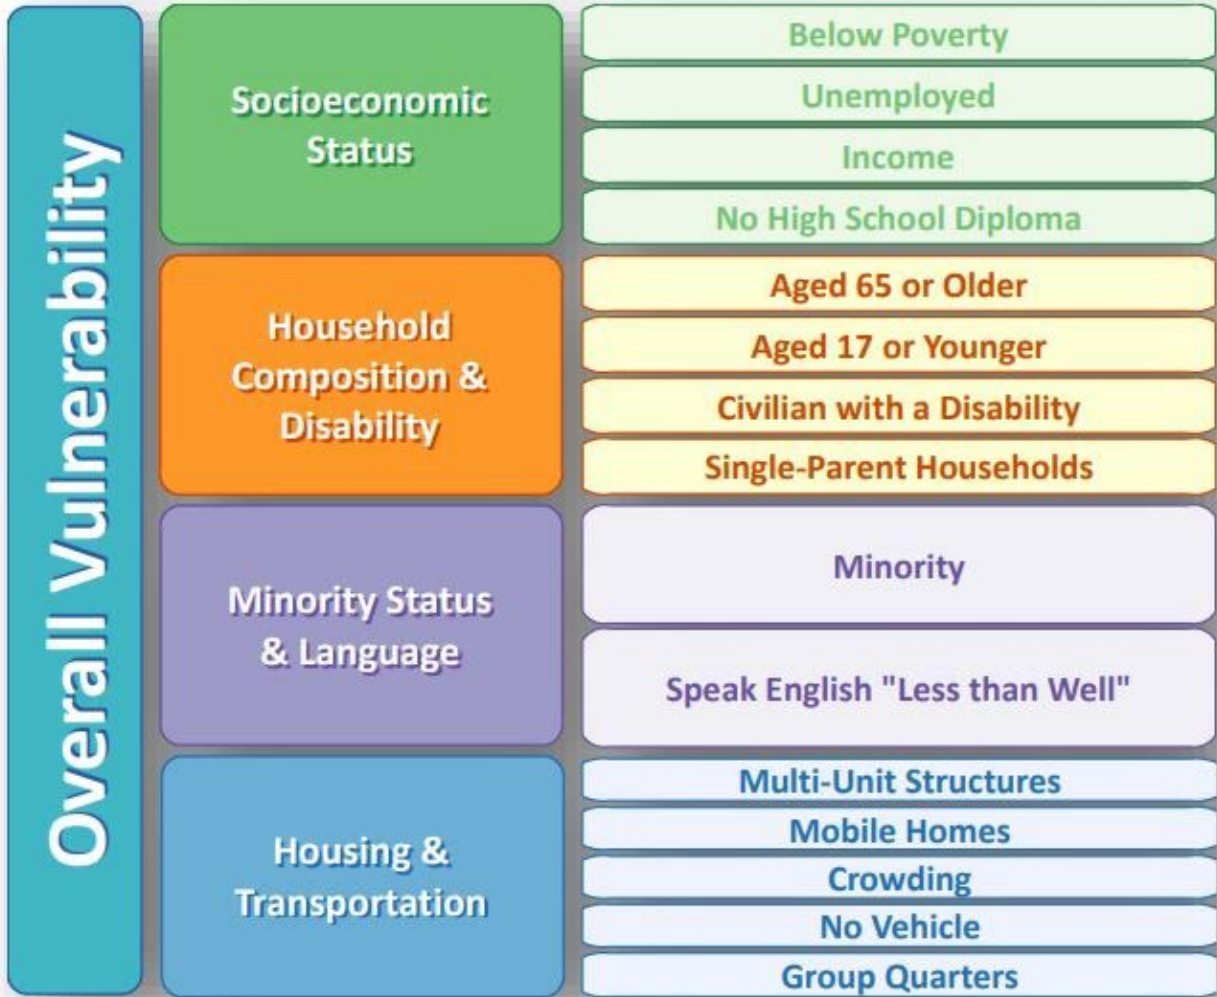 Overall Vulnerability
Socioeconomic
Status
Below Poverty
Unemployed
Income
No High School Diploma
Household
Composition &
Disability
Aged 65 or Older
Aged 17 or Younger
Civilian with a Disability
Single-Parent Households
Minority Status
& Language
Minority
Speak English "Less than Well"
Housing &
Transportation
Multi-Unit Structures
Mobile Homes
Crowding
No Vehicle
Group Quarters